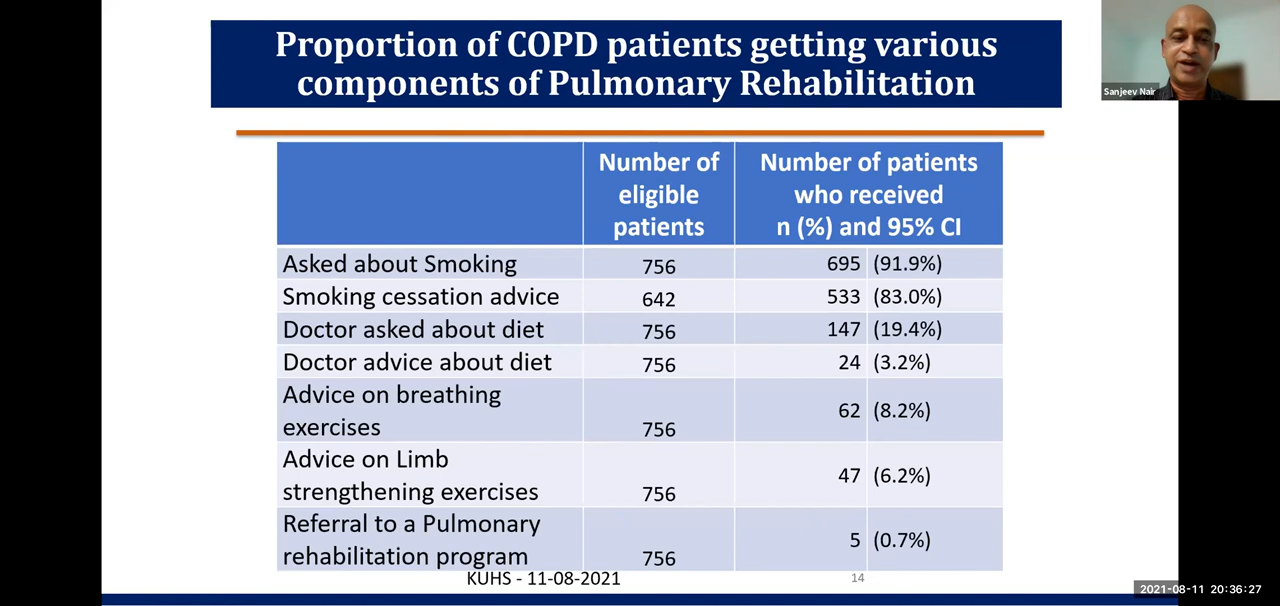 Proportion of COPD patients getting various
components of Pulmonary Rehabilitation
Sanjeev Nair
Number of
eligible
patients
Number of patients
who received
n (%) and 95% CI
Asked about Smoking 756 695 (91.9%)
Smoking cessation advice 642 533 (83.0%)
Doctor asked about diet 756 147 (19.4%)
Doctor advice about diet 756 24 (3.2%)
Advice on breathing
exercises 756 62 (8.2%)
Advice on Limb
strengthening exercises 756 47 (6.2%)
Referral to a Pulmonary
rehabilitation program 756 5 (0.7%)
KUHS - 11-08-2021 14
2021-08-11 20:36:27